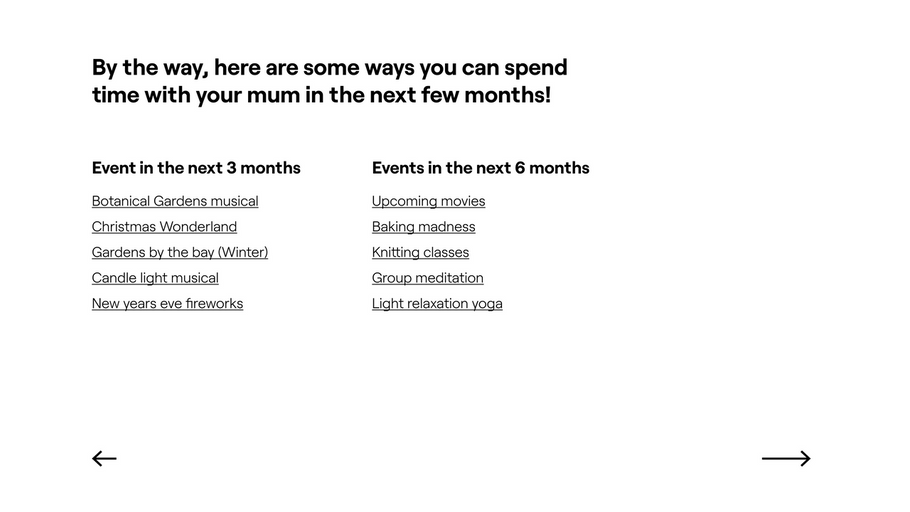 By the way, here are some ways you can spend
time with your mum in the next few months!
Event in the next 3 months
Botanical Gardens musical
Christmas Wonderland
Gardens by the bay (Winter)
Candle light musical
New years eve fireworks
Events in the next 6 months
Upcoming movies
Baking madness
Knitting classes
Group meditation
Light relaxation yoga